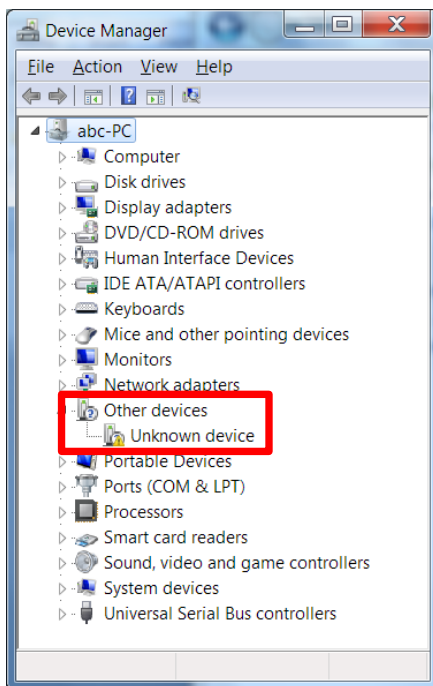 Device Manager
File Action View Help
abc-PC
Computer
Disk drives
Display adapters
DVD/CD-ROM drives
Human Interface Devices
IDE ATA/ATAPI controllers
Keyboards
Mice and other pointing devices
Monitors
Network adapters
Other devices
Unknown device
Portable Devices
Ports (COM & LPT)
Processors
Smart card readers
Sound, video and game controllers
System devices
Universal Serial Bus controllers